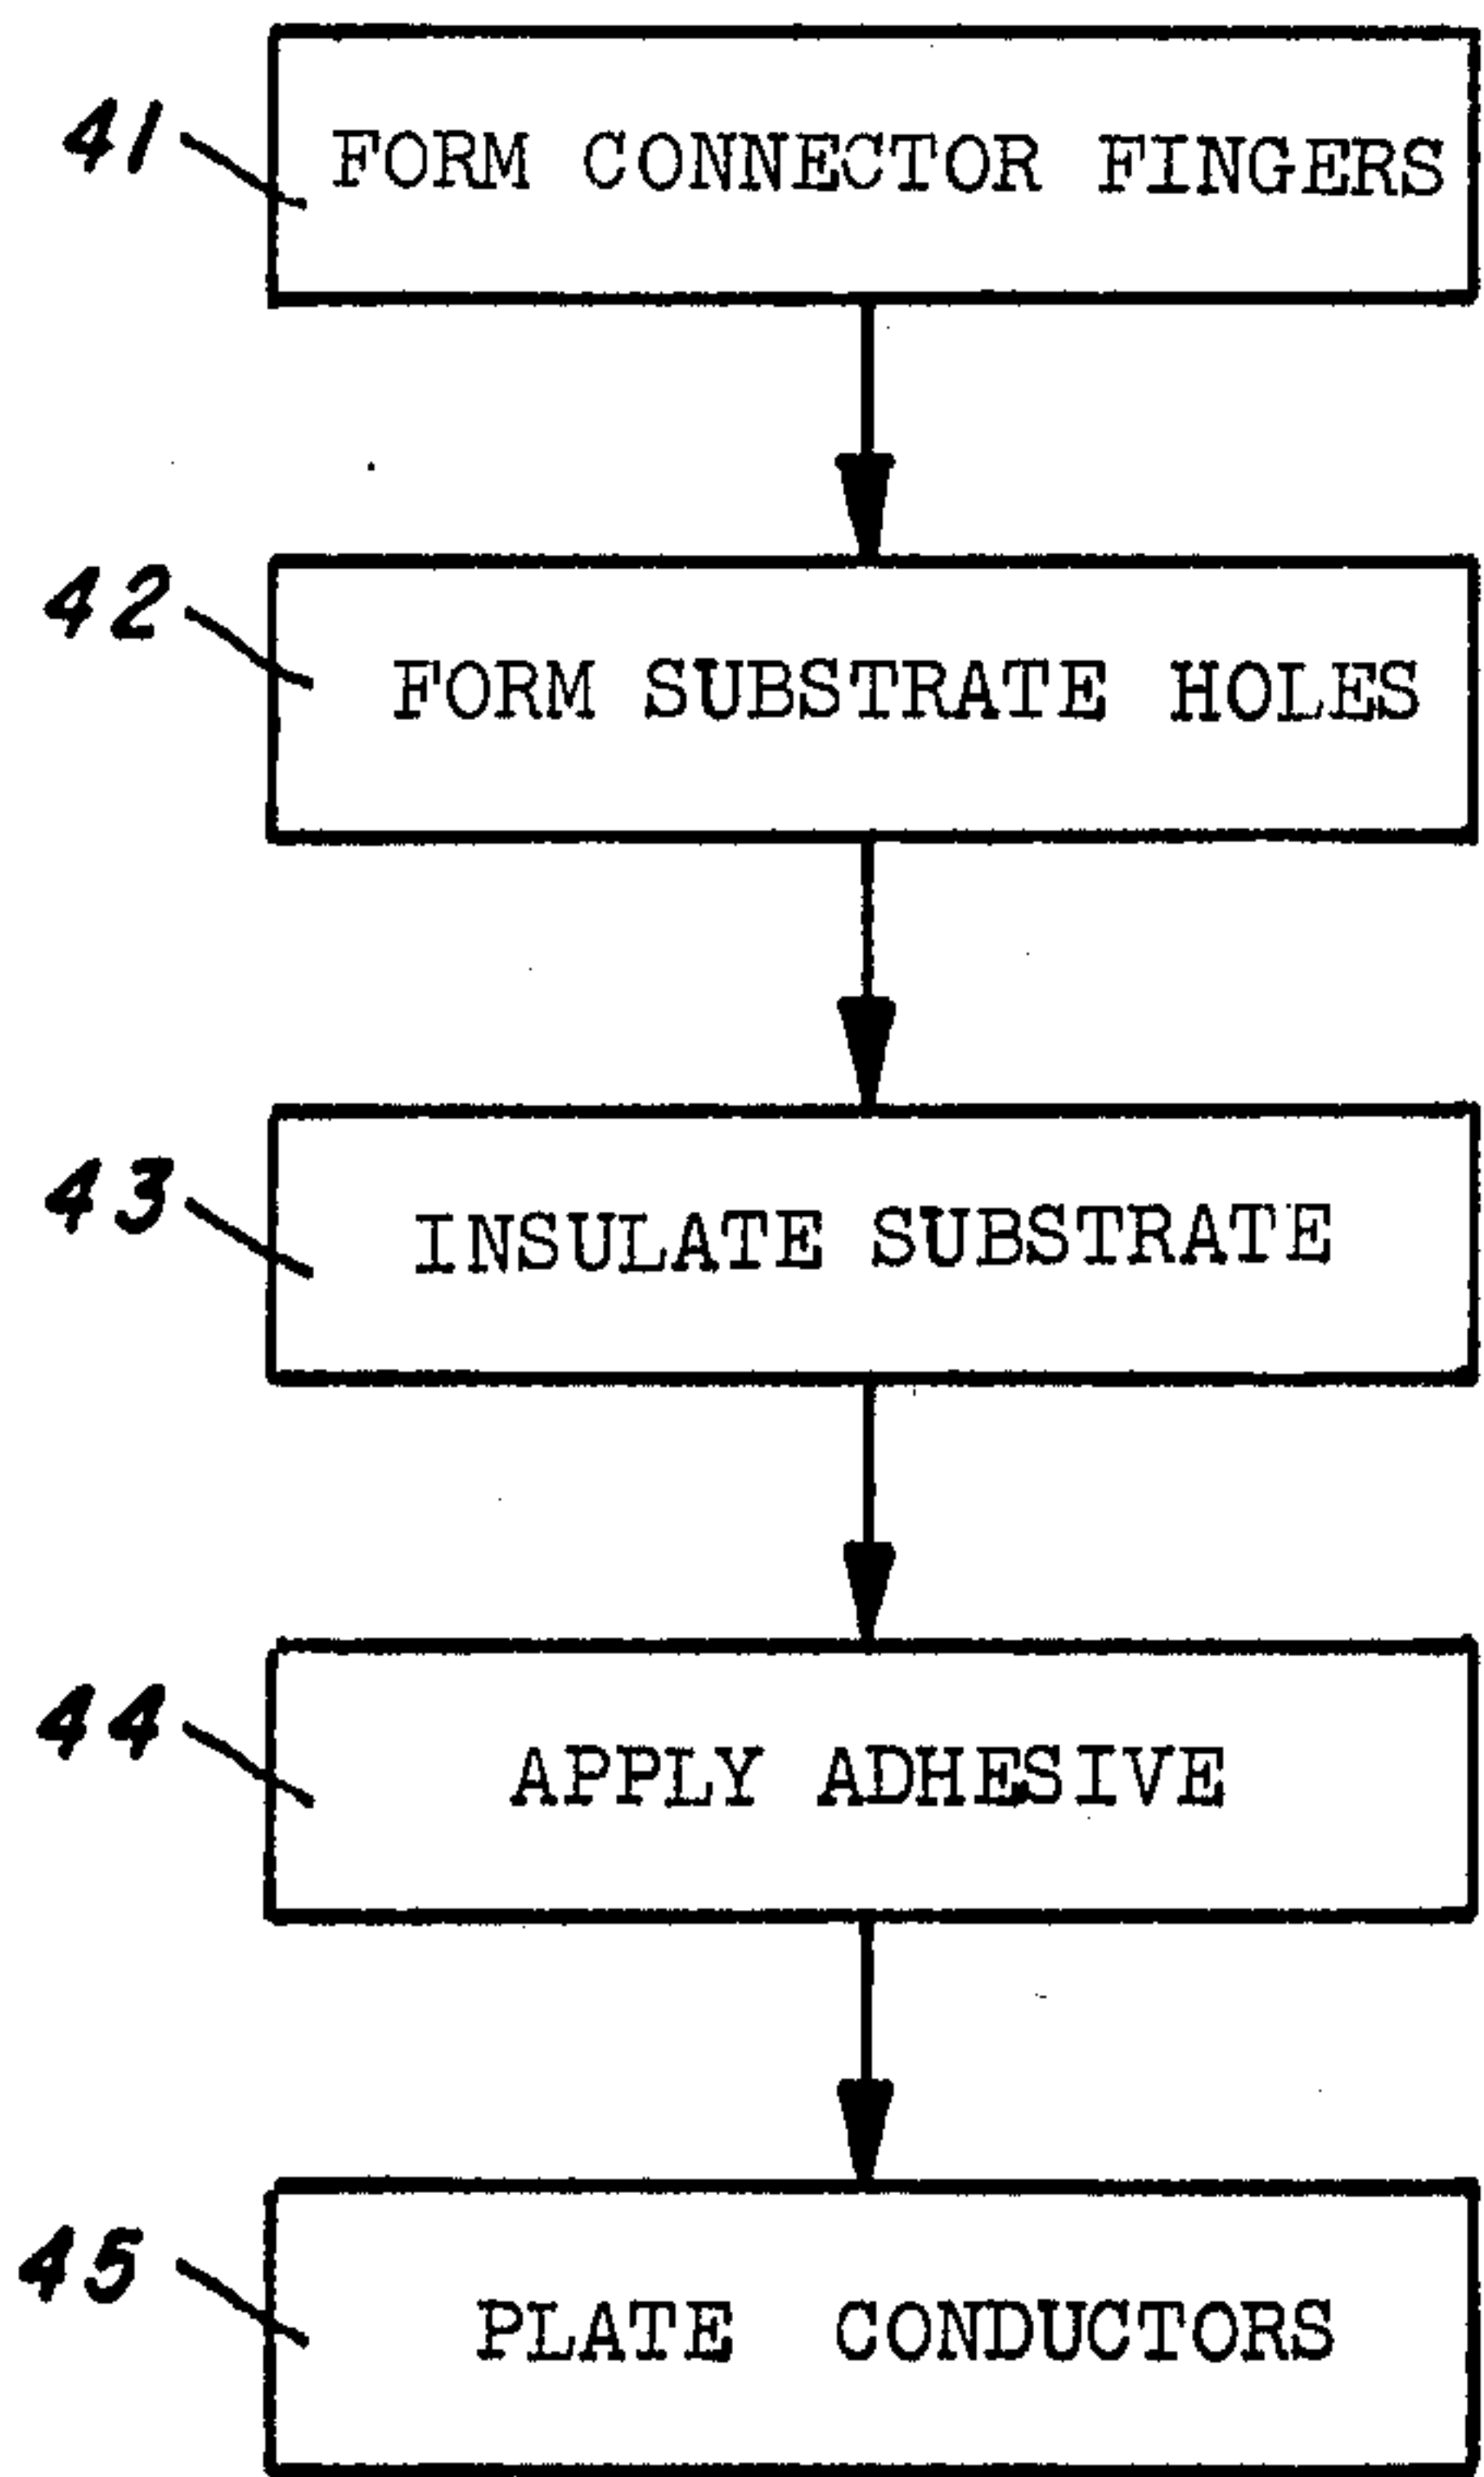 41 FORM CONNECTOR FINGERS
42 FORM SUBSTRATE HOLES
43 INSULATE SUBSTRATE
44 APPLY ADHESIVE
45 PLATE CONDUCTORS